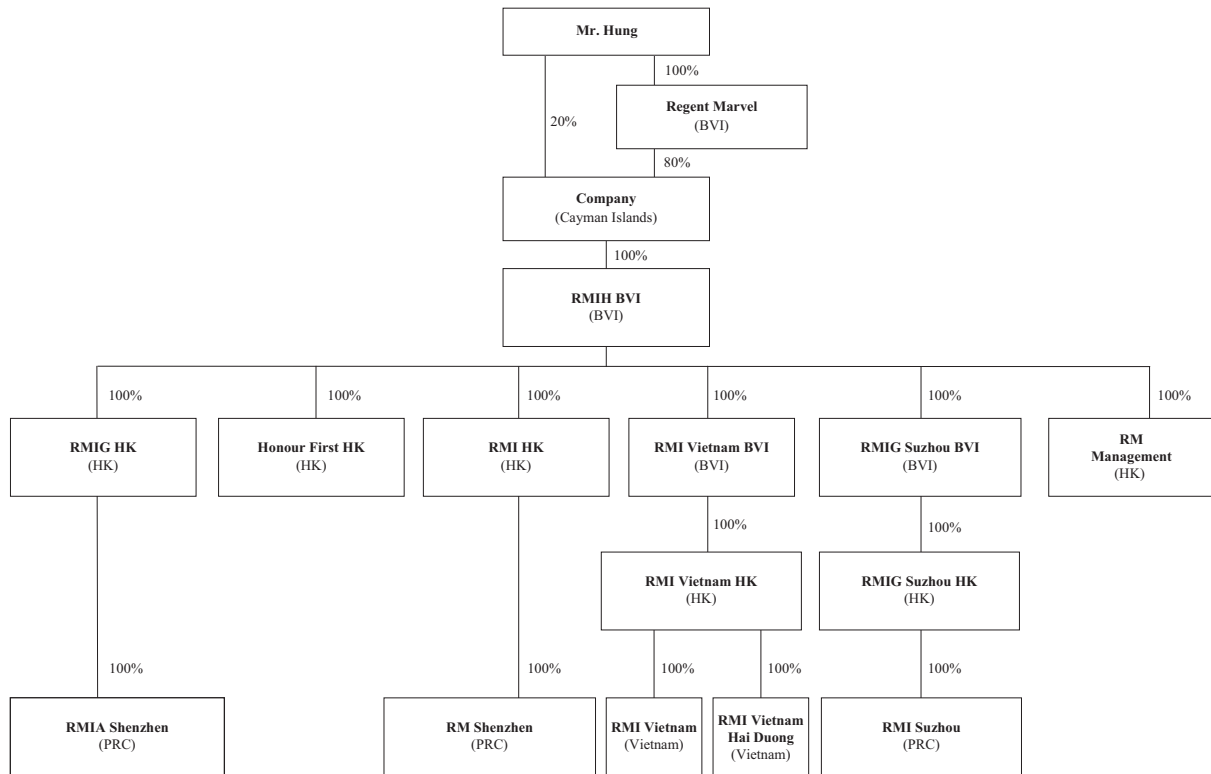 Mr. Hung
100%
Regent Marvel
(BVI)
20%
80%
Company
(Cayman Islands)
100%
RMIH BVI
(BVI)
100%
100%
100%
100%
100%
100%
RMIG HK
(HK)
Honour First HK
(HK)
RMI HK
(HK)
RMI Vietnam BVI
(BVI)
RMIG Suzhou BVI
(BVI)
RM
Management
(HK)
100%
100%
RMI Vietnam HK
(HK)
RMIG Suzhou HK
(HK)
100%
100%
100%
100%
100%
RMIA Shenzhen
(PRC)
RM Shenzhen
(PRC)
RMI Vietnam
(Vietnam)
RMI Vietnam
Hai Duong
(Vietnam)
RMI Suzhou
(PRC)